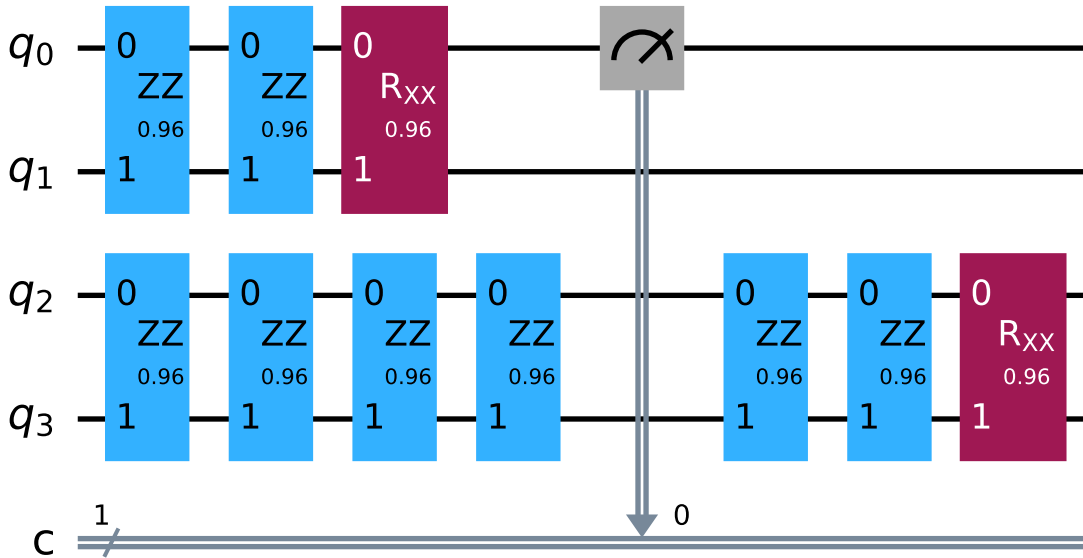 q0 0 0 0
ZZ ZZ RXX
0.96 0.96 0.96
q1 1 1 1
q2 0 0 0 0 0 0 0
ZZ ZZ ZZ ZZ ZZ ZZ RXX
0.96 0.96 0.96 0.96 0.96 0.96 0.96
q3 1 1 1 1 1 1 1
1 0
c